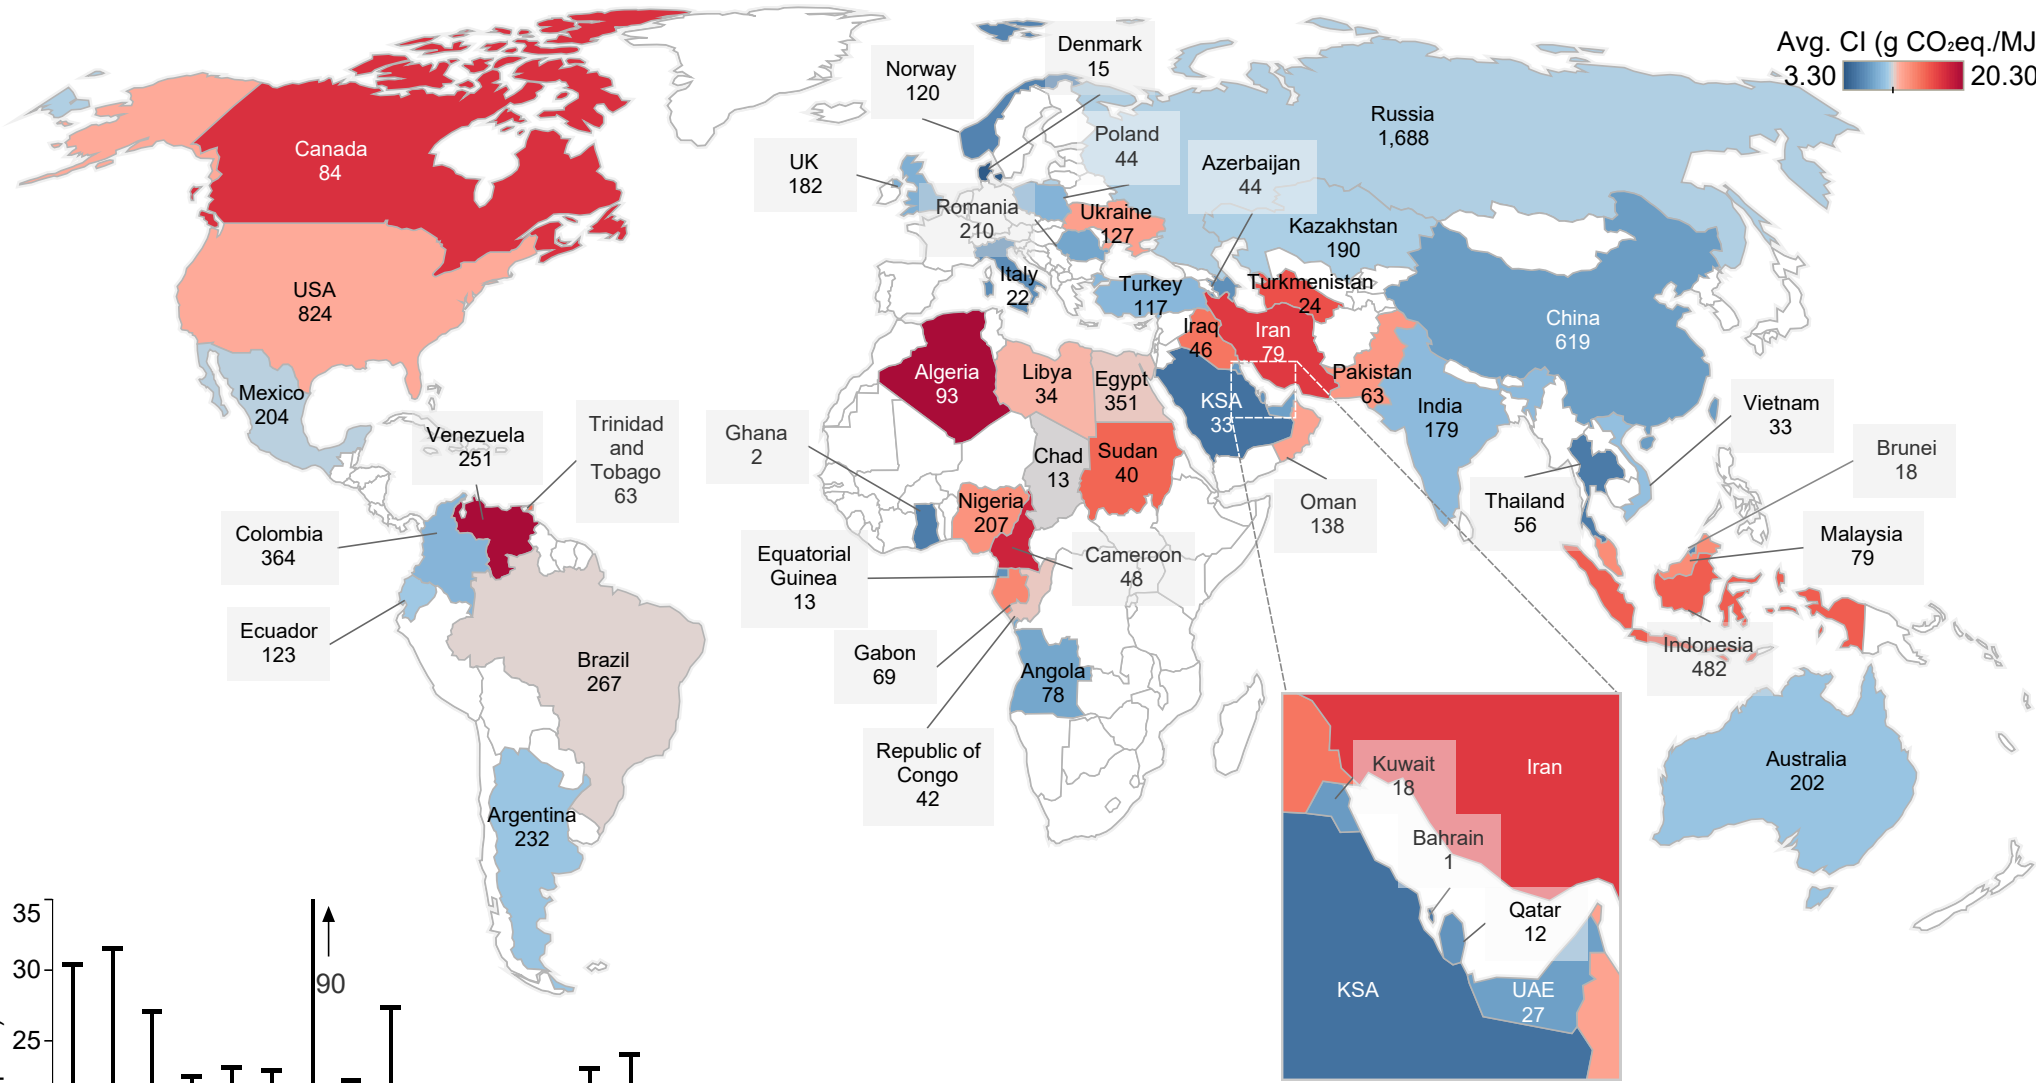 Avg. CI (g CO₂eq./MJ
3.30
20.30
Denmark
15
Norway
120
Russia
1,688
Poland
44
UK
182
Azerbaijan
44
Canada
84
Romania
210
Ukraine
127
Kazakhstan
190
USA
824
Italy
22
Turkey
117
Turkmenistan
24
China
619
Iraq
46
Iran
79
Algeria
93
Libya
34
Egypt
351
Pakistan
63
Mexico
204
KSA
33
India
179
Vietnam
33
Venezuela
251
Trinidad
and
Tobago
63
Ghana
2
Chad
13
Sudan
40
Brunei
18
Nigeria
207
Oman
138
Thailand
56
Colombia
364
Malaysia
79
Equatorial
Guinea
13
Cameroon
48
Ecuador
123
Gabon
69
Indonesia
482
Brazil
267
Angola
78
Republic of
Congo
42
Kuwait
18
Iran
Australia
202
Argentina
232
Bahrain
1
Qatar
12
KSA
UAE
27
35
30
25
90